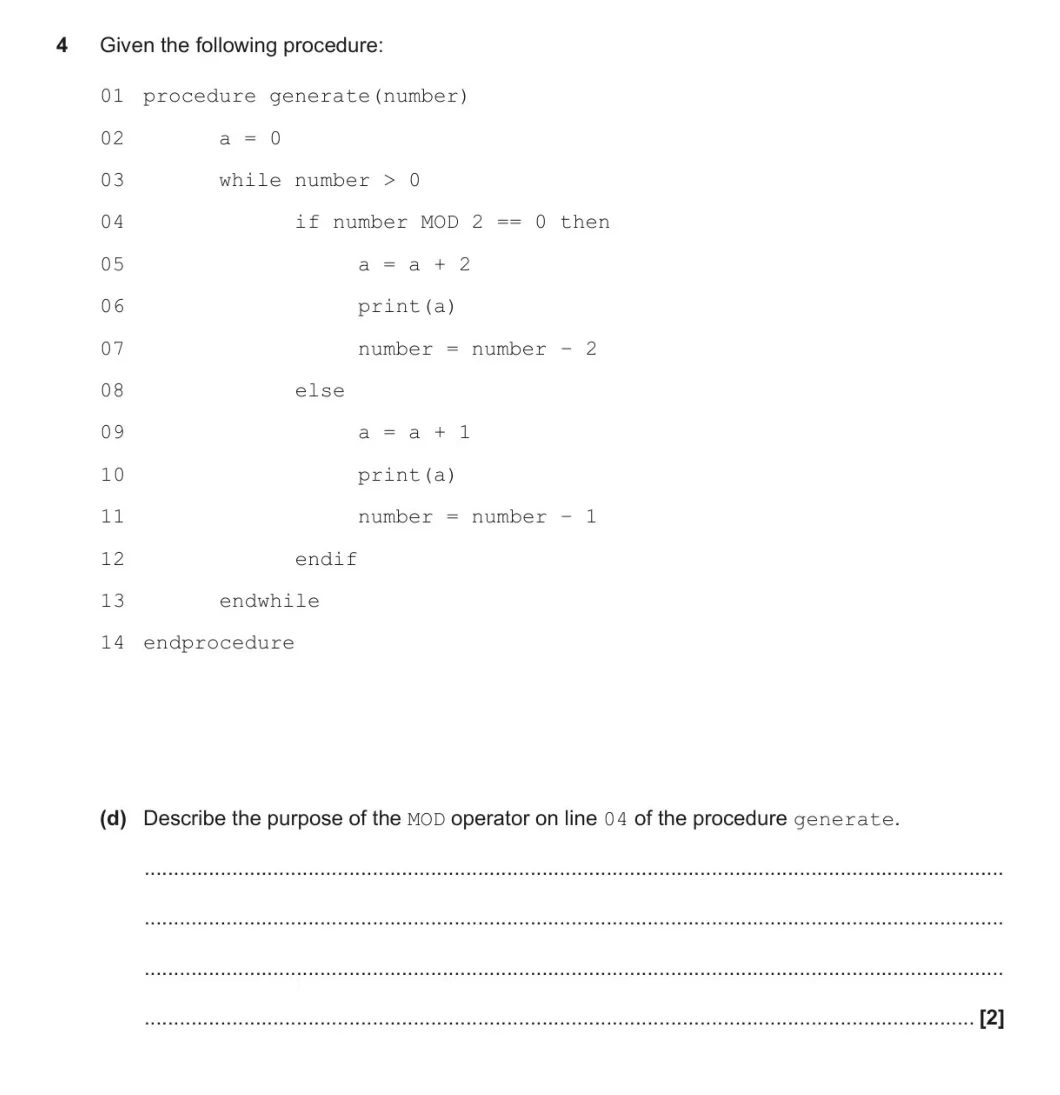 4 Given the following procedure:
01 procedure generate(number)
02 a = 0
03 while number > 0
04 if number MOD 2 == 0 then
05 a = a + 2
06 print(a)
07 number = number – 2
08 else
09 a = a + 1
10 print(a)
11 number = number – 1
12 endif
13 endwhile
14 endprocedure
(d) Describe the purpose of the MOD operator on line 04 of the procedure generate.
[2]